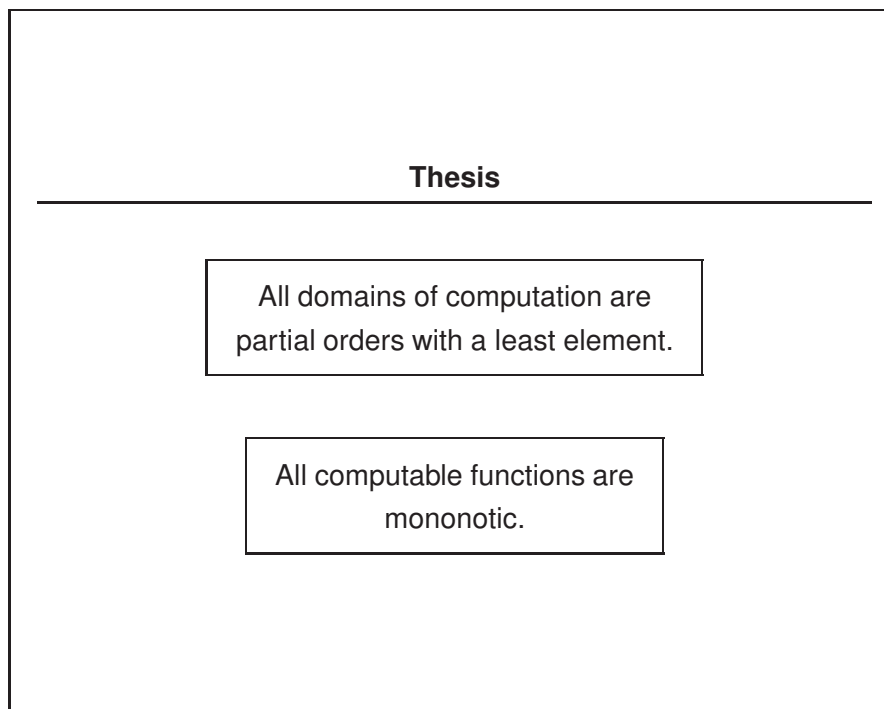 Thesis
All domains of computation are
partial orders with a least element.
All computable functions are
mononotic.